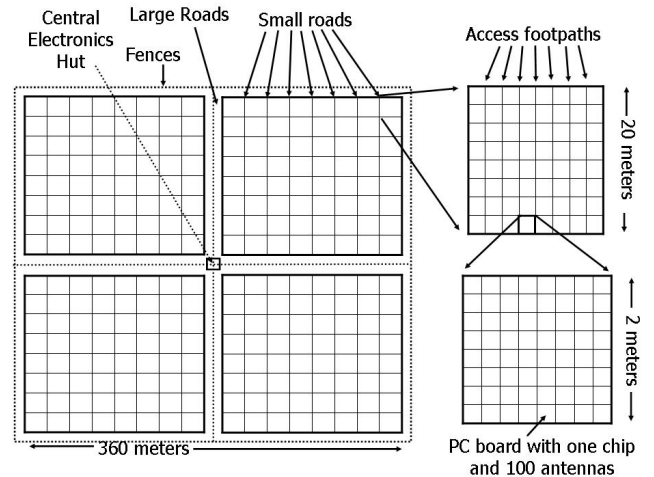 Central
Electronics
Hut
Large Roads
Fences
Small roads
Access footpaths
20 meters
2 meters
360 meters
PC board with one chip
and 100 antennas